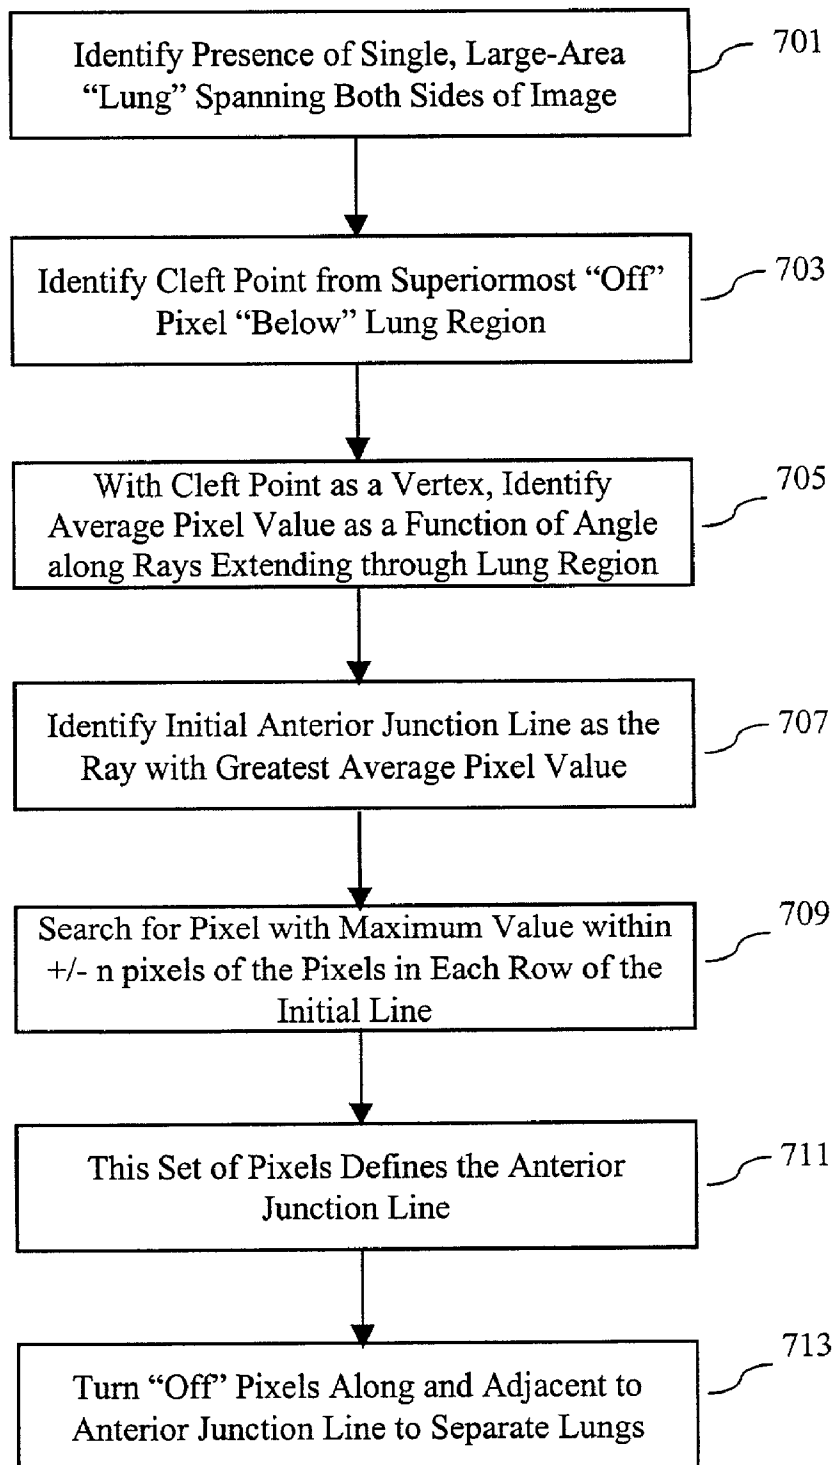 Identify Presence of Single, Large-Area
“Lung” Spanning Both Sides of Image
701
Identify Cleft Point from Superiormost “Off”
Pixel “Below” Lung Region
703
With Cleft Point as a Vertex, Identify
Average Pixel Value as a Function of Angle
along Rays Extending through Lung Region
705
Identify Initial Anterior Junction Line as the
Ray with Greatest Average Pixel Value
707
Search for Pixel with Maximum Value within
+/- n pixels of the Pixels in Each Row of the
Initial Line
709
This Set of Pixels Defines the Anterior
Junction Line
711
Turn “Off” Pixels Along and Adjacent to
Anterior Junction Line to Separate Lungs
713